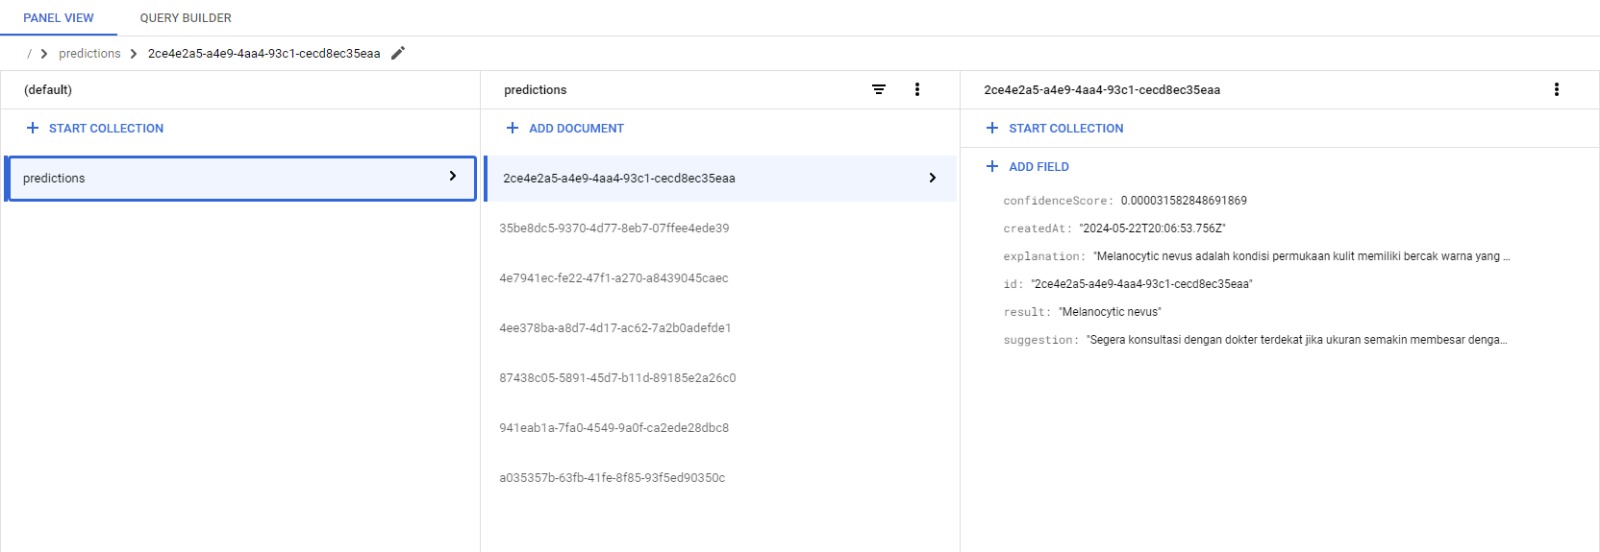 PANEL VIEW QUERY BUILDER
/ > predictions > 2ce4e2a5-a4e9-4aa4-93c1-cecd8ec35eaa
(default)
+ START COLLECTION
predictions
predictions
+ ADD DOCUMENT
2ce4e2a5-a4e9-4aa4-93c1-cecd8ec35eaa
35be8dc5-9370-4d77-8eb7-07ffee4ede39
4e7941ec-fe22-47f1-a270-a8439045caec
4ee378ba-a8d7-4d17-ac62-7a2b0adefde1
87438c05-5891-45d7-b11d-89185e2a26c0
941eab1a-7fa0-4549-9a0f-ca2ede28dbc8
a035357b-63fb-41fe-8f85-93f5ed90350c
2ce4e2a5-a4e9-4aa4-93c1-cecd8ec35eaa
+ START COLLECTION
+ ADD FIELD
confidenceScore: 0.000031582848691869
createdAt: "2024-05-22T20:06:53.756Z"
explanation: "Melanocytic nevus adalah kondisi permukaan kulit memiliki bercak warna yang ...
id: "2ce4e2a5-a4e9-4aa4-93c1-cecd8ec35eaa"
result: "Melanocytic nevus"
suggestion: "Segera konsultasi dengan dokter terdekat jika ukuran semakin membesar denga...